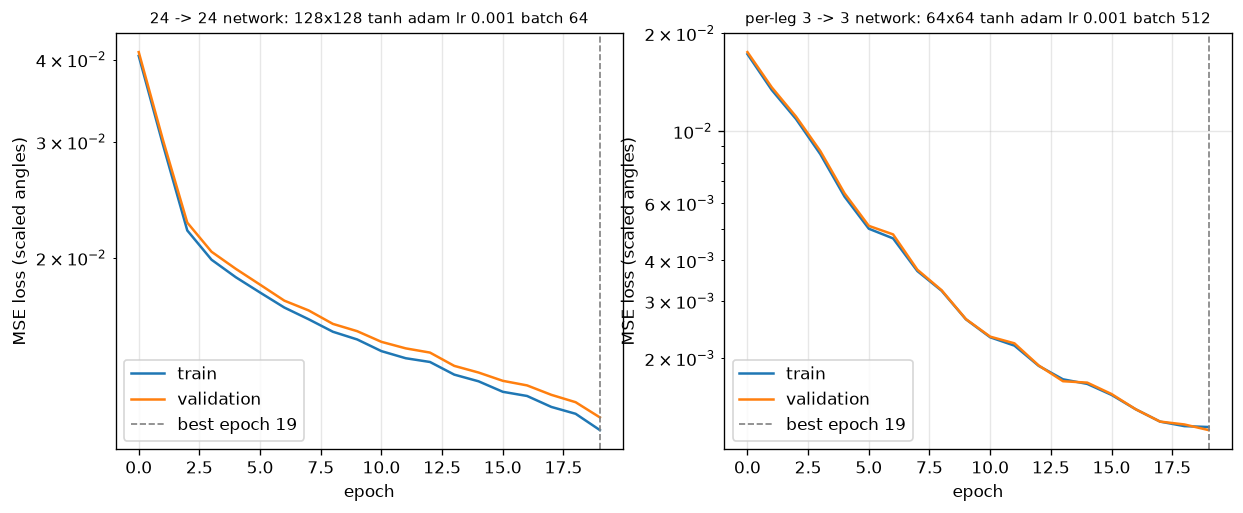 24 -> 24 network: 128x128 tanh adam lr 0.001 batch 64
MSE loss (scaled angles)
4 × 10⁻²
3 × 10⁻²
2 × 10⁻²
train
validation
best epoch 19
0.0 2.5 5.0 7.5 10.0 12.5 15.0 17.5
epoch
per-leg 3 -> 3 network: 64x64 tanh adam lr 0.001 batch 512
MSE loss (scaled angles)
2 × 10⁻²
10⁻²
6 × 10⁻³
4 × 10⁻³
3 × 10⁻³
2 × 10⁻³
train
validation
best epoch 19
0.0 2.5 5.0 7.5 10.0 12.5 15.0 17.5
epoch